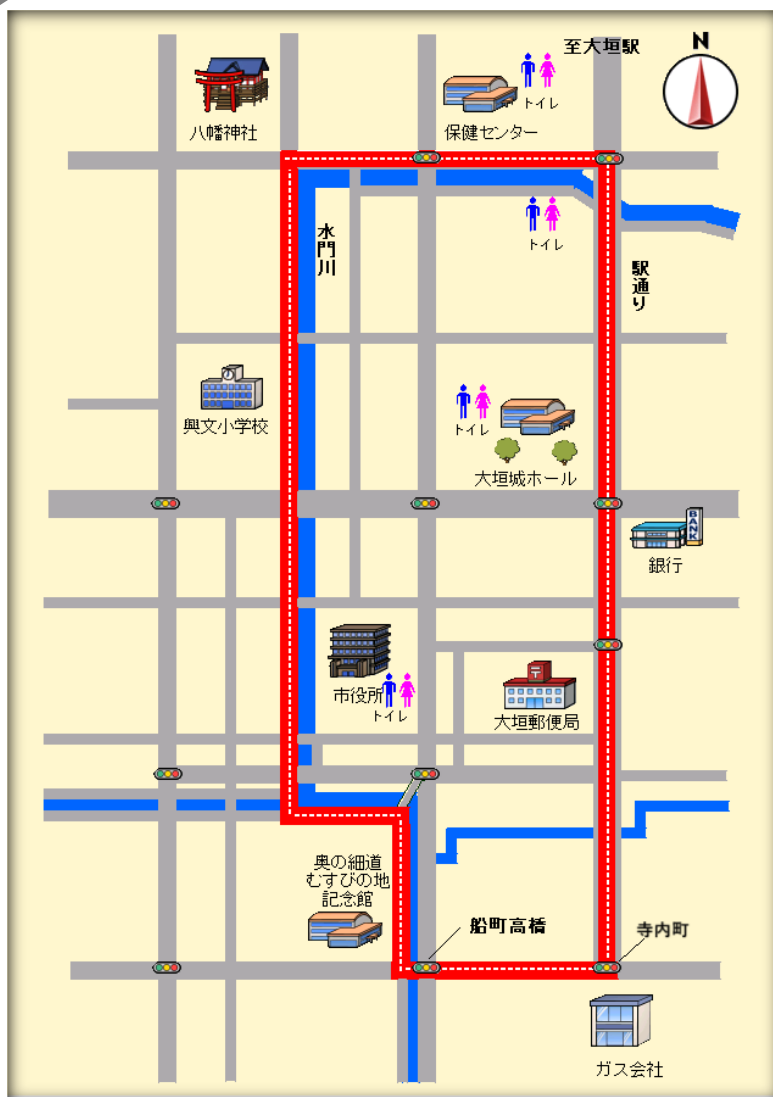 至大垣駅
N
トイレ
八幡神社
保健センター
水門川
トイレ
駅通り
興文小学校
トイレ
大垣城ホール
BANK
銀行
市役所
トイレ
大垣郵便局
奥の細道
むすびの地
記念館
船町高橋
寺内町
ガス会社